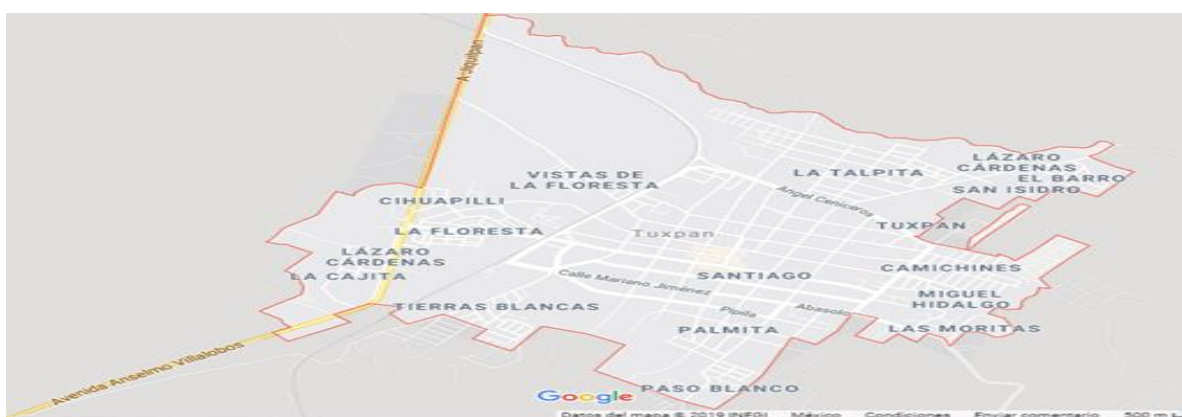 A Jiquilpan
LÁZARO
CÁRDENAS
EL BARRO
SAN ISIDRO
VISTAS DE
LA FLORESTA
LA TALPITA
CIHUAPILLI
Angel Ceniceros
LA FLORESTA
Tuxpan
TUXPAN
LÁZARO
CÁRDENAS
LA CAJITA
Calle Mariano Jiménez
SANTIAGO
CAMICHINES
MIGUEL
HIDALGO
TIERRAS BLANCAS
Pipila
Abasolo
PALMITA
LAS MORITAS
Avenida Anselmo Villalobos
PASO BLANCO
Google
Datos del mapa © 2019 INEGI México Condiciones Enviar comentario 500 m